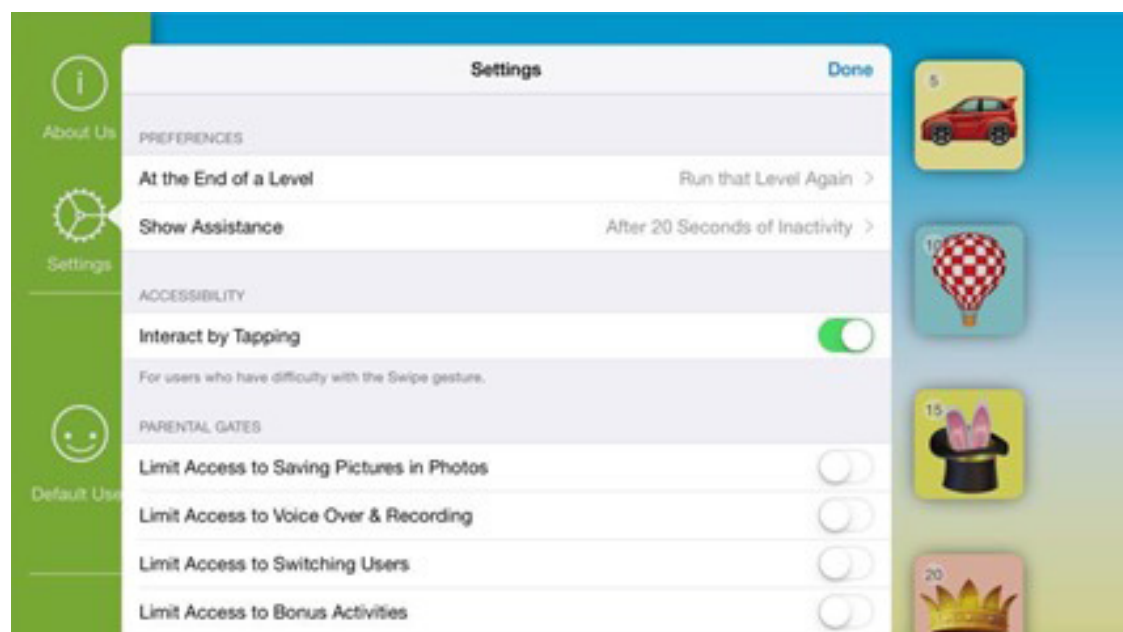 Settings
Done
About Us
Settings
Default Use
PREFERENCES
At the End of a Level
Run that Level Again >
Show Assistance
After 20 Seconds of Inactivity >
ACCESSIBILITY
Interact by Tapping
For users who have difficulty with the Swipe gesture.
PARENTAL GATES
Limit Access to Saving Pictures in Photos
Limit Access to Voice Over & Recording
Limit Access to Switching Users
Limit Access to Bonus Activities
5
10
15
20